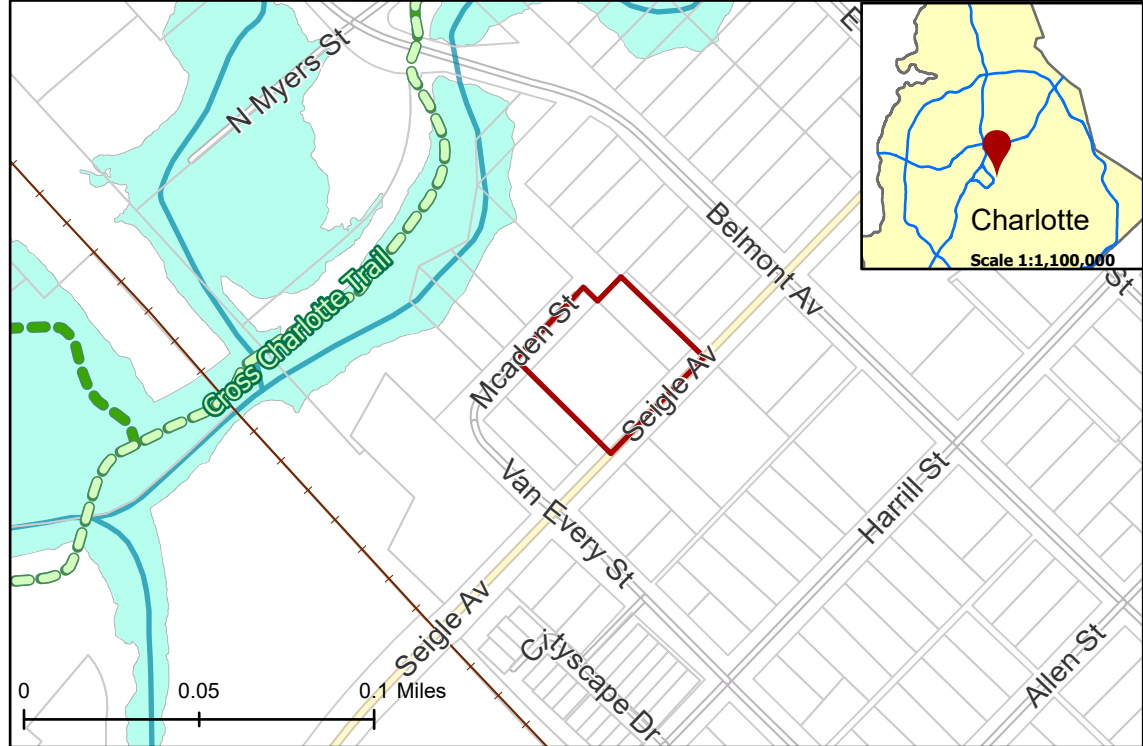 N Myers St
E
Charlotte
Scale 1:1,100,000
St
Belmont Av
Cross Charlotte Trail
Mcaden St
Seigle Av
Van Every St
Harrill St
Seigle Av
Cityscape Dr
Allen St
0 0.05 0.1 Miles